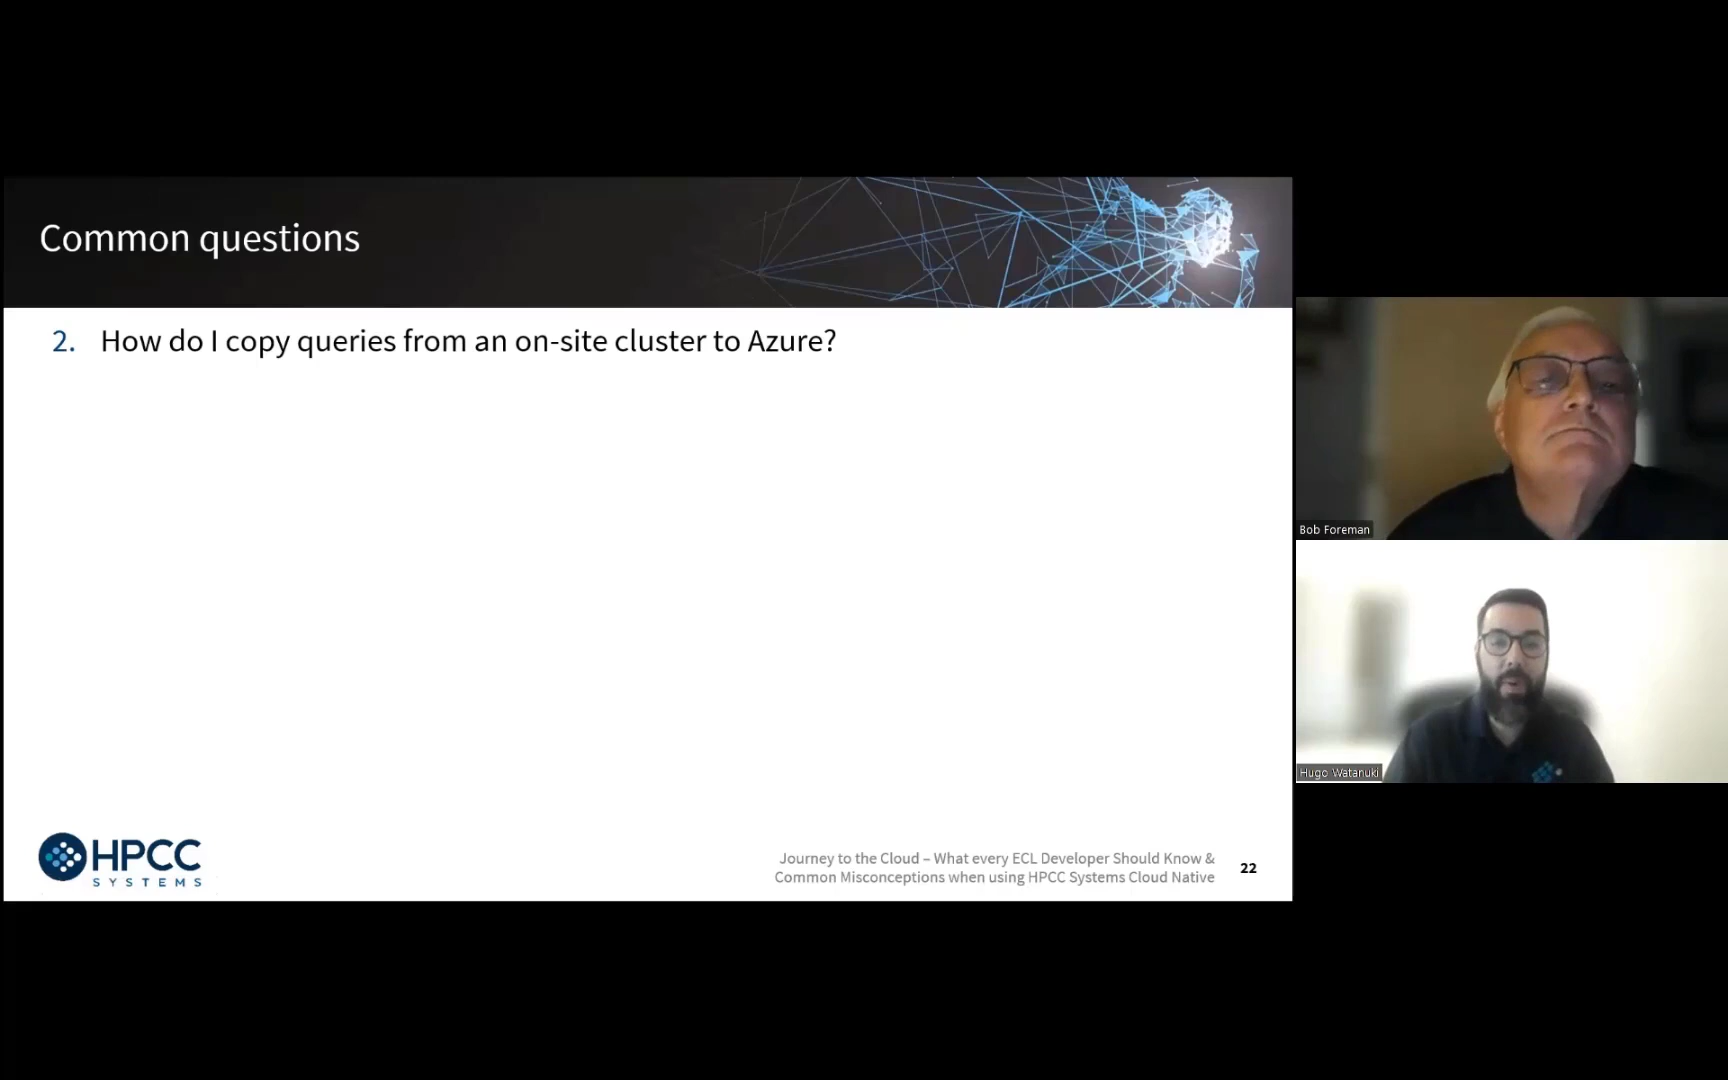 Common questions
2. How do I copy queries from an on-site cluster to Azure?
Bob Foreman
Hugo Watanuki
HPCC
SYSTEMS
Journey to the Cloud – What every ECL Developer Should Know &
Common Misconceptions when using HPCC Systems Cloud Native
22